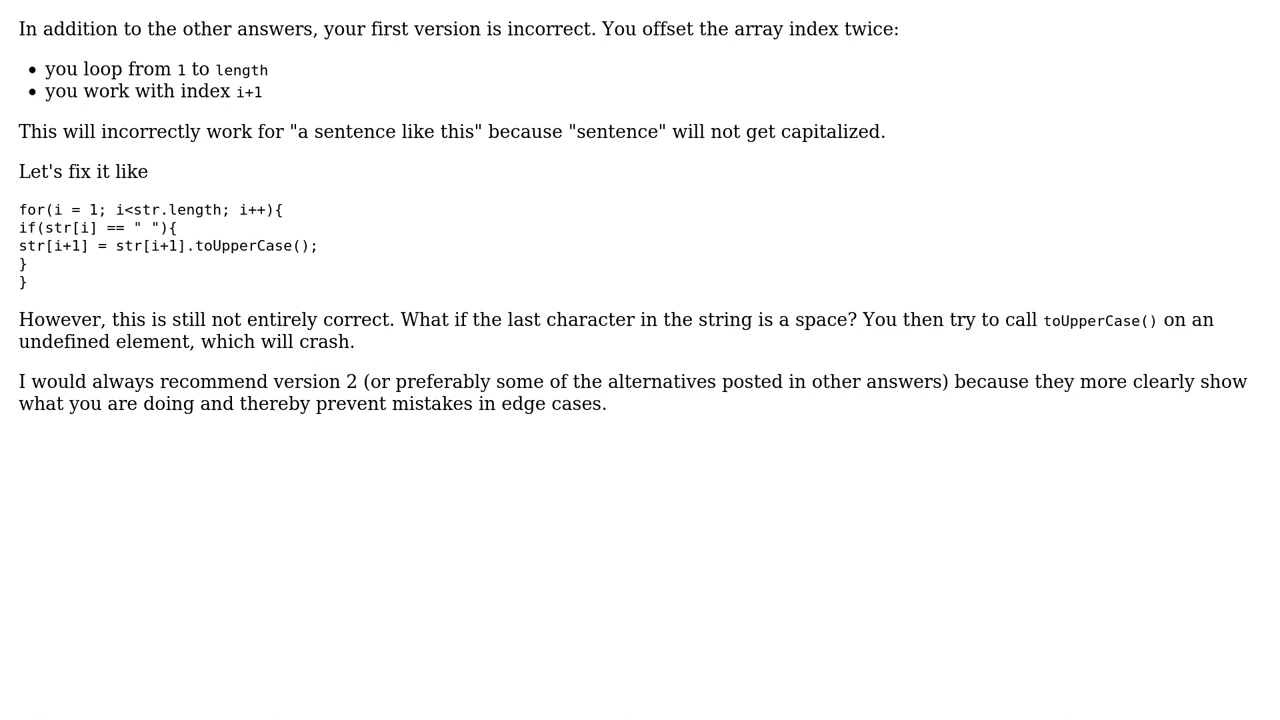 In addition to the other answers, your first version is incorrect. You offset the array index twice:
• you loop from 1 to length
• you work with index i+1
This will incorrectly work for "a sentence like this" because "sentence" will not get capitalized.
Let's fix it like
for(i = 1; i<str.length; i++){
if(str[i] == " "){
str[i+1] = str[i+1].toUpperCase();
}
}
However, this is still not entirely correct. What if the last character in the string is a space? You then try to call toUpperCase() on an
undefined element, which will crash.
I would always recommend version 2 (or preferably some of the alternatives posted in other answers) because they more clearly show
what you are doing and thereby prevent mistakes in edge cases.